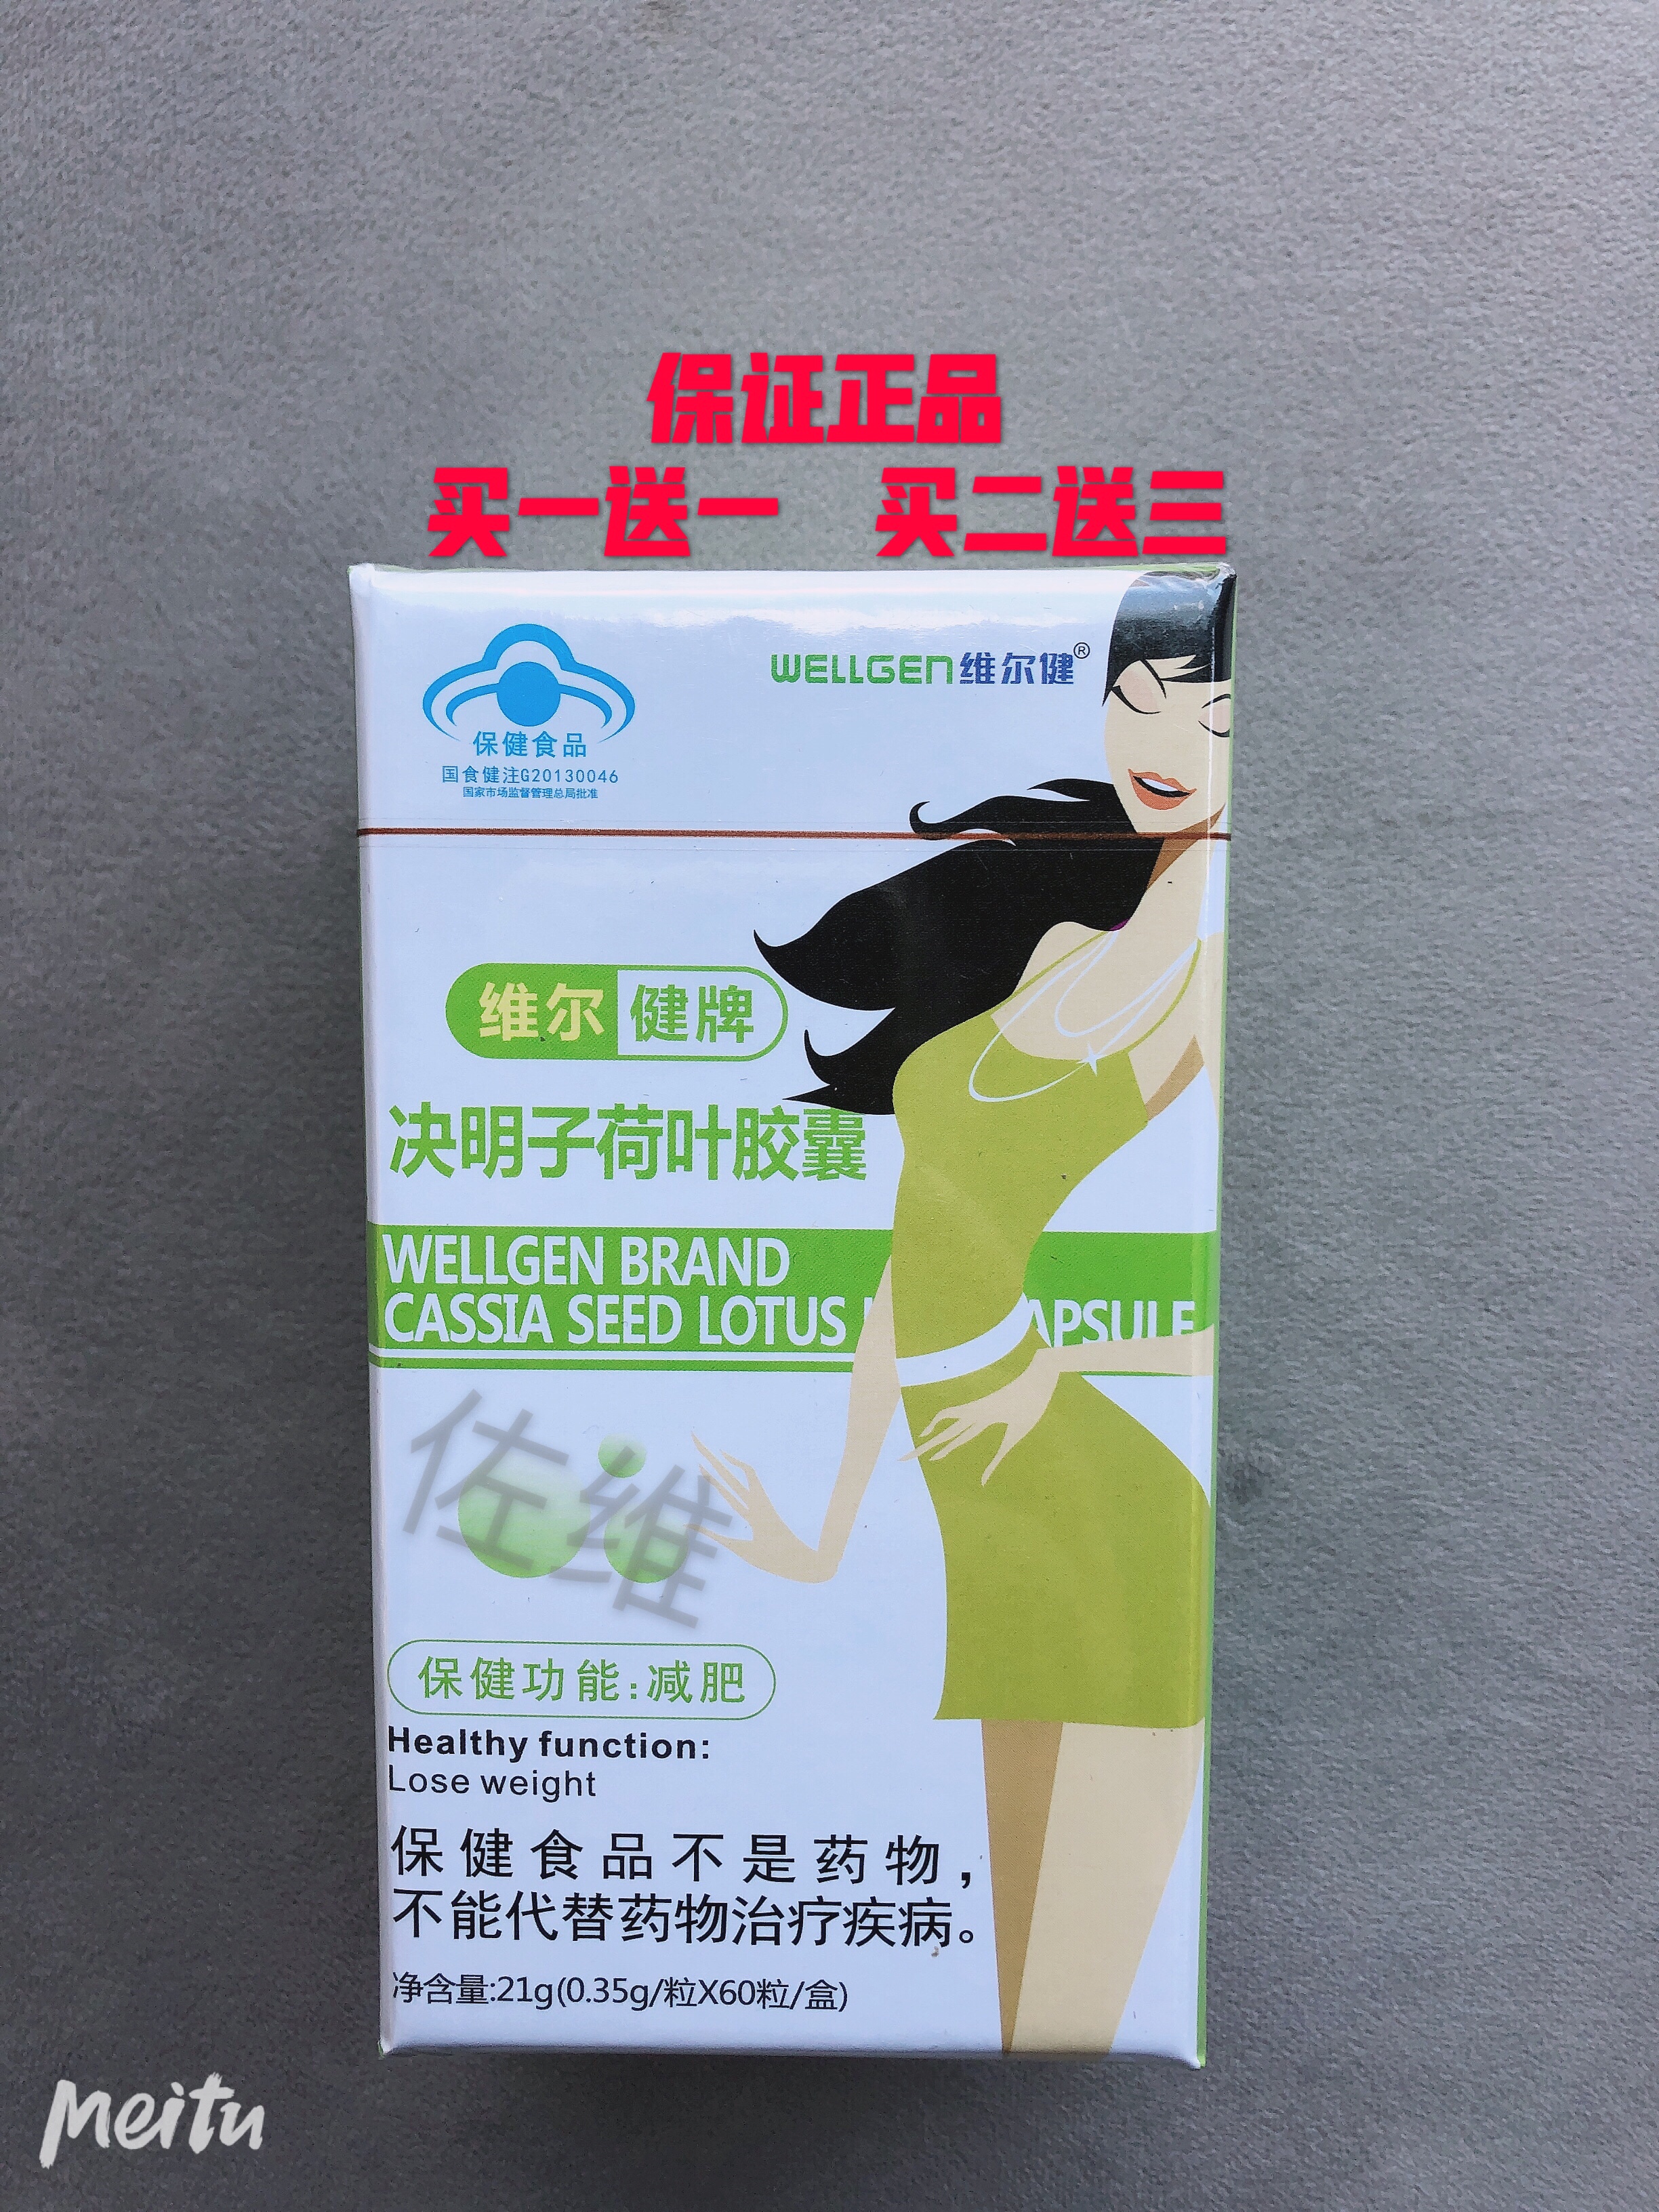 保证正品
买一送一 买二送三
WELLGEN维尔健®
保健食品
国食健注G20130046
国家市场监督管理总局批准
维尔健牌
决明子荷叶胶囊
WELLGEN BRAND
CASSIA SEED LOTUS APSULE
佐维
保健功能:减肥
Healthy function:
Lose weight
保健食品不是药物,
不能代替药物治疗疾病。
净含量:21g(0.35g/粒X60粒/盒)
Meitu